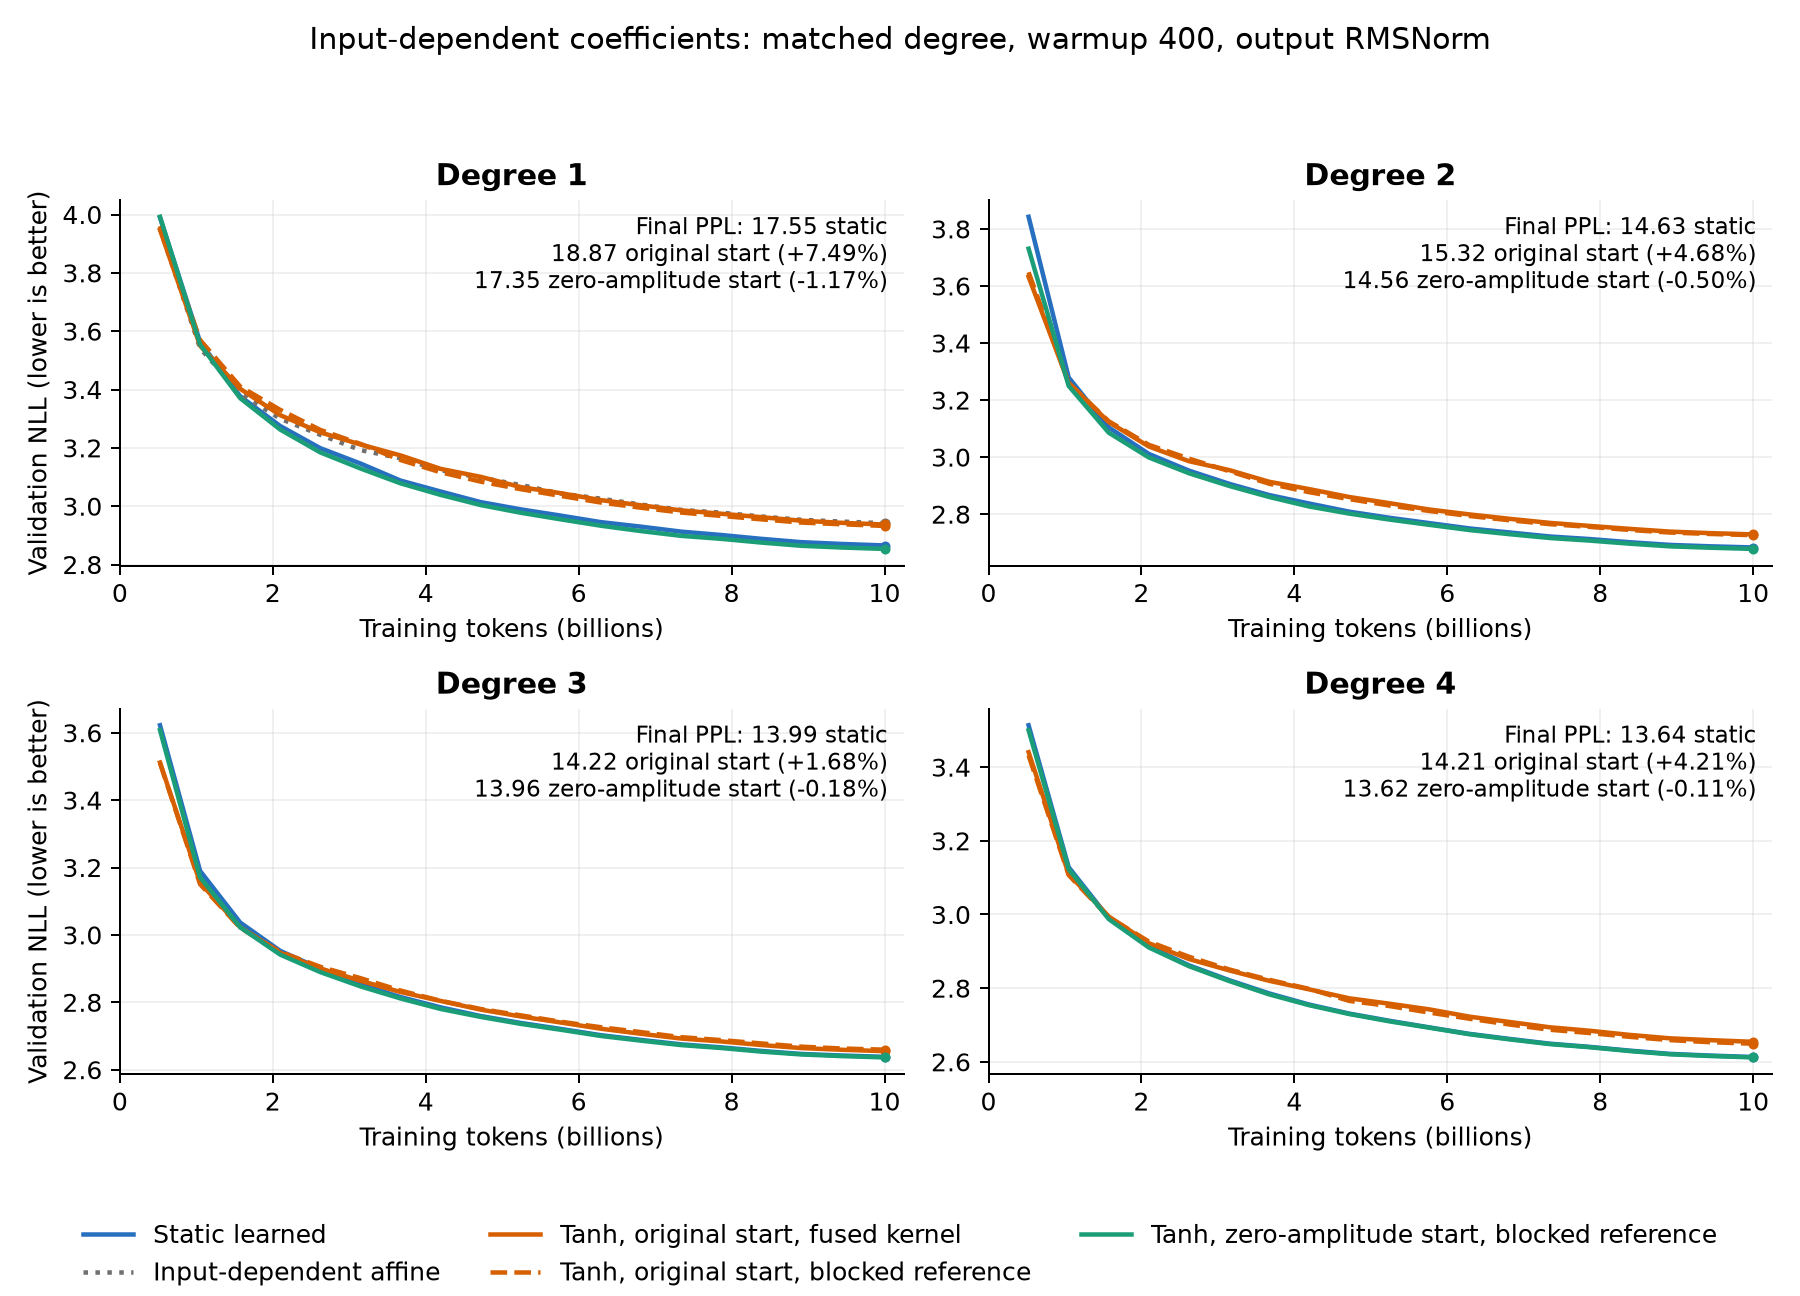 Input-dependent coefficients: matched degree, warmup 400, output RMSNorm
Degree 1
Validation NLL (lower is better)
4.0
3.8
3.6
3.4
3.2
3.0
2.8
Final PPL: 17.55 static
18.87 original start (+7.49%)
17.35 zero-amplitude start (-1.17%)
0 2 4 6 8 10
Training tokens (billions)
Degree 2
3.8
3.6
3.4
3.2
3.0
2.8
Final PPL: 14.63 static
15.32 original start (+4.68%)
14.56 zero-amplitude start (-0.50%)
0 2 4 6 8 10
Training tokens (billions)
Degree 3
Validation NLL (lower is better)
3.6
3.4
3.2
3.0
2.8
2.6
Final PPL: 13.99 static
14.22 original start (+1.68%)
13.96 zero-amplitude start (-0.18%)
0 2 4 6 8 10
Training tokens (billions)
Degree 4
3.4
3.2
3.0
2.8
2.6
Final PPL: 13.64 static
14.21 original start (+4.21%)
13.62 zero-amplitude start (-0.11%)
0 2 4 6 8 10
Training tokens (billions)
Static learned
Input-dependent affine
Tanh, original start, fused kernel
Tanh, original start, blocked reference
Tanh, zero-amplitude start, blocked reference